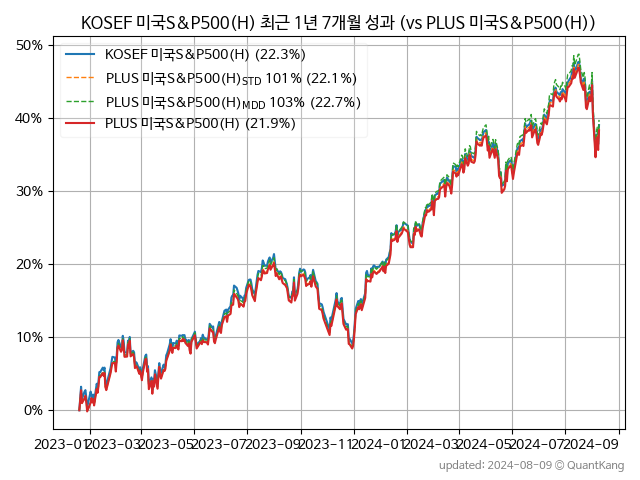 KOSEF 미국S&P500(H) 최근 1년 7개월 성과 (vs PLUS 미국S&P500(H))
50%
40%
30%
20%
10%
0%
KOSEF 미국S&P500(H) (22.3%)
PLUS 미국S&P500(H)STD 101% (22.1%)
PLUS 미국S&P500(H)MDD 103% (22.7%)
PLUS 미국S&P500(H) (21.9%)
2023-01 2023-03 2023-05 2023-07 2023-09 2023-11 2024-01 2024-03 2024-05 2024-07 2024-09
updated: 2024-08-09 © QuantKang